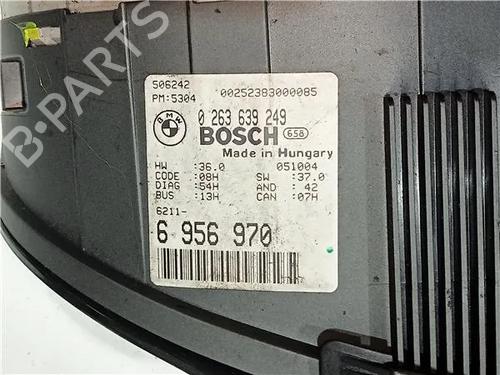 B-PARTS
506242 00252383000085
PM:5304
BMW 0 263 639 249
BOSCH 658
Made in Hungary
HW :36.0 051004
CODE :08H SW :37.0
DIAG :54H AND : 42
BUS :13H CAN :07H
6211-
6 956 970